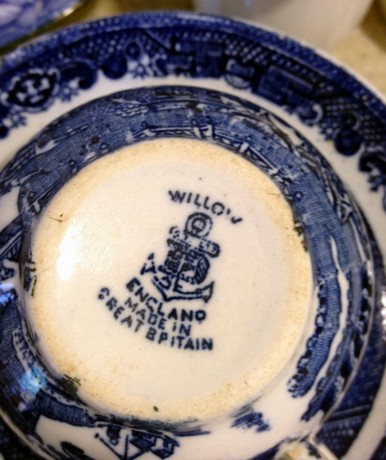 WILLOW
ENGLAND
MADE IN
GREAT BRITAIN